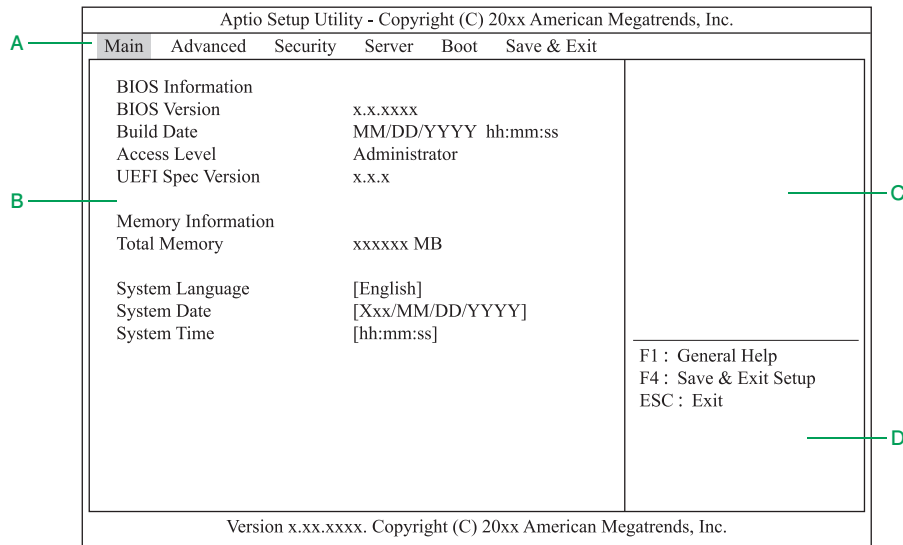 Aptio Setup Utility - Copyright (C) 20xx American Megatrends, Inc.
A
Main Advanced Security Server Boot Save & Exit
BIOS Information
BIOS Version x.x.xxxx
Build Date MM/DD/YYYY hh:mm:ss
Access Level Administrator
UEFI Spec Version x.x.x
B
C
Memory Information
Total Memory xxxxxx MB
System Language [English]
System Date [Xxx/MM/DD/YYYY]
System Time [hh:mm:ss]
F1 : General Help
F4 : Save & Exit Setup
ESC : Exit
D
Version x.xx.xxxx. Copyright (C) 20xx American Megatrends, Inc.